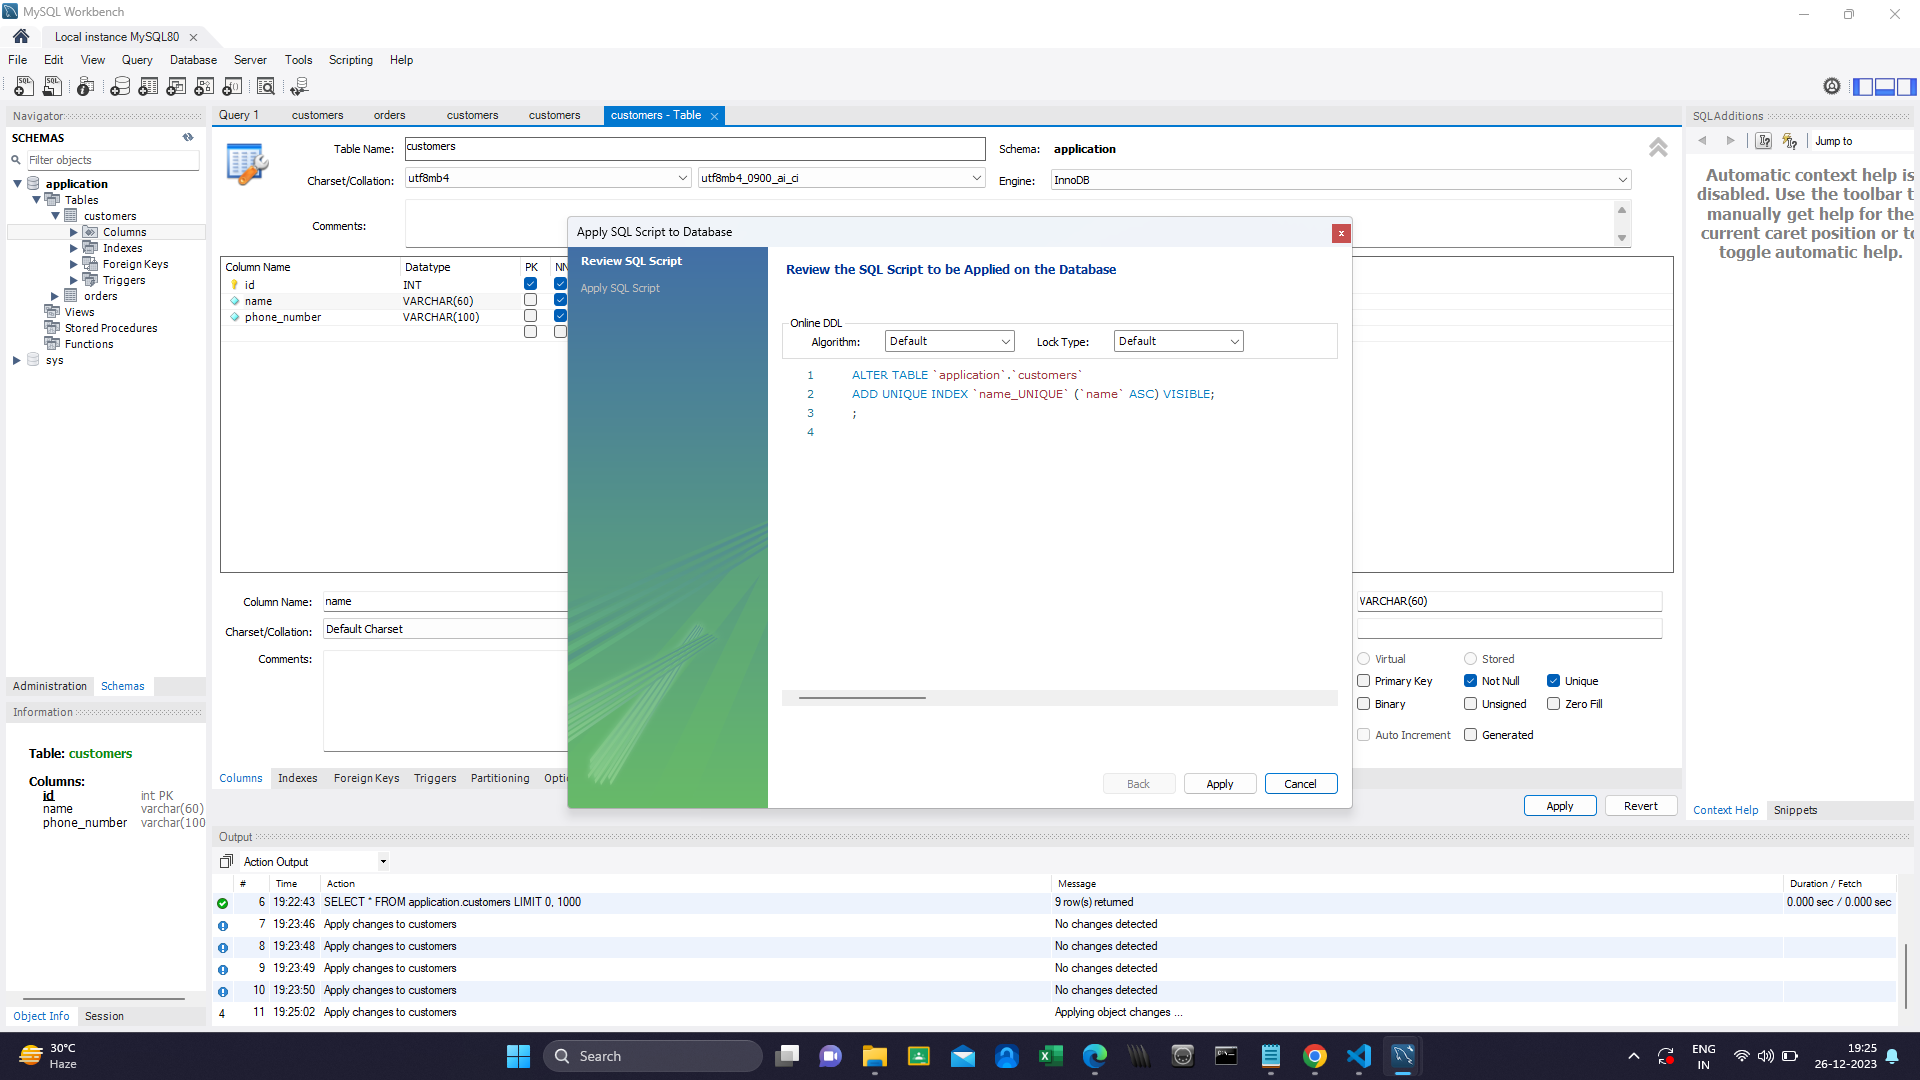 MySQL Workbench
Local instance MySQL80
File Edit View Query Database Server Tools Scripting Help
Navigator
SCHEMAS
Filter objects
application
Tables
customers
Columns
Indexes
Foreign Keys
Triggers
orders
Views
Stored Procedures
Functions
sys
Administration Schemas
Information
Table: customers
Columns:
id int PK
name varchar(60)
phone_number varchar(100
Object Info Session
Query 1 customers orders customers customers customers - Table
Table Name: customers Schema: application
Charset/Collation: utf8mb4 utf8mb4_0900_ai_ci Engine: InnoDB
Comments:
Column Name Datatype PK NN
id INT
name VARCHAR(60)
phone_number VARCHAR(100)
Column Name: name
Charset/Collation: Default Charset
Comments:
Columns Indexes Foreign Keys Triggers Partitioning Optio
Apply SQL Script to Database
Review SQL Script
Apply SQL Script
Review the SQL Script to be Applied on the Database
Online DDL
Algorithm: Default Lock Type: Default
1 ALTER TABLE `application`.`customers`
2 ADD UNIQUE INDEX `name_UNIQUE` (`name` ASC) VISIBLE;
3 ;
4
Back Apply Cancel
VARCHAR(60)
Virtual Stored
Primary Key Not Null Unique
Binary Unsigned Zero Fill
Auto Increment Generated
Apply Revert
SQLAdditions
Jump to
Automatic context help is
disabled. Use the toolbar t
manually get help for the
current caret position or to
toggle automatic help.
Context Help Snippets
Output
Action Output
# Time Action Message Duration / Fetch
6 19:22:43 SELECT * FROM application.customers LIMIT 0, 1000 9 row(s) returned 0.000 sec / 0.000 sec
7 19:23:46 Apply changes to customers No changes detected
8 19:23:48 Apply changes to customers No changes detected
9 19:23:49 Apply changes to customers No changes detected
10 19:23:50 Apply changes to customers No changes detected
4 11 19:25:02 Apply changes to customers Applying object changes ...
30°C
Haze
Search
ENG
IN
19:25
26-12-2023